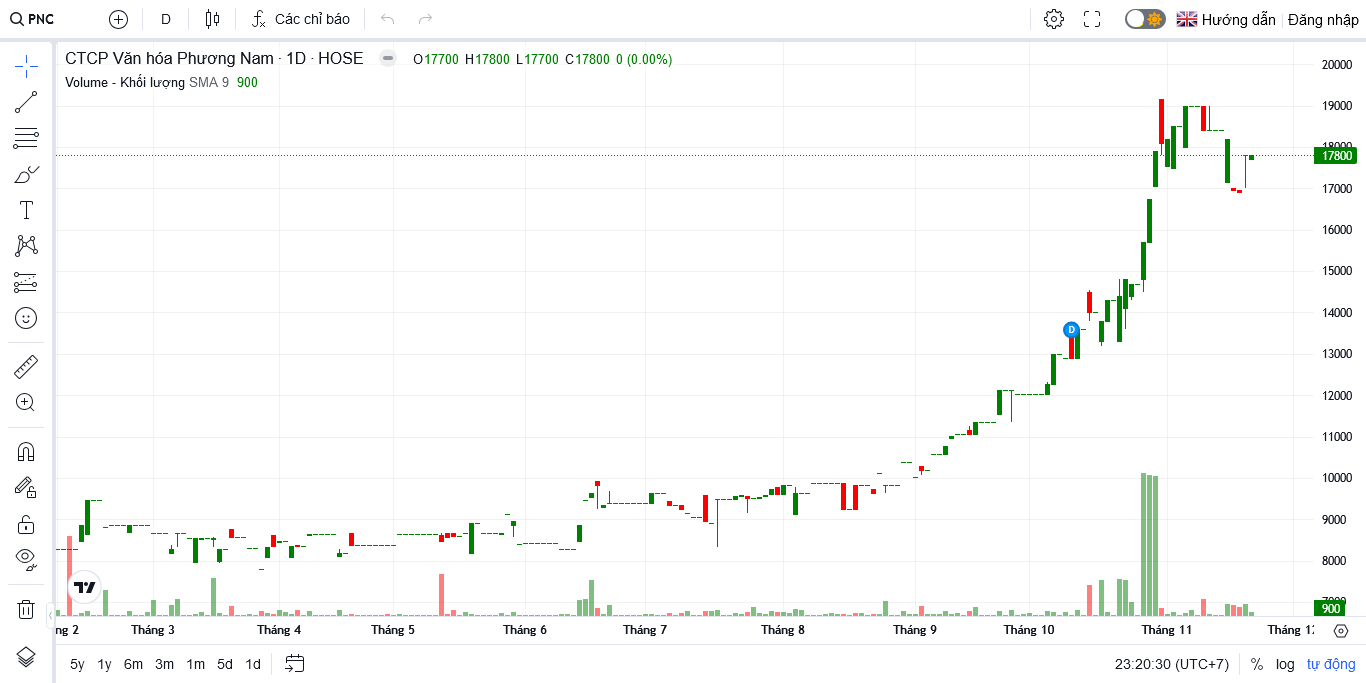 PNC D Các chỉ báo Hướng dẫn Đăng nhập
CTCP Văn hóa Phương Nam · 1D · HOSE O17700 H17800 L17700 C17800 0 (0.00%)
Volume - Khối lượng SMA 9 900
20000
19000
18000
17800
17000
16000
15000
14000
D
13000
12000
11000
10000
9000
8000
7000
900
ng 2 Tháng 3 Tháng 4 Tháng 5 Tháng 6 Tháng 7 Tháng 8 Tháng 9 Tháng 10 Tháng 11 Tháng 1
5y 1y 6m 3m 1m 5d 1d 23:20:30 (UTC+7) % log tự động